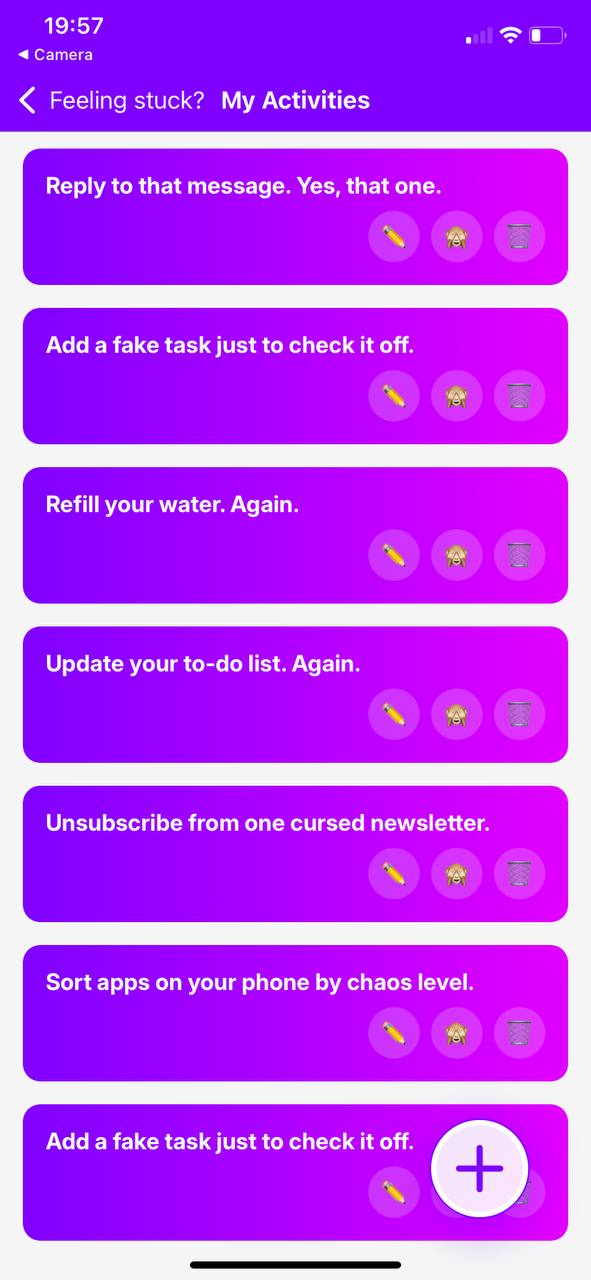 19:57
◀ Camera
Feeling stuck? My Activities
Reply to that message. Yes, that one.
Add a fake task just to check it off.
Refill your water. Again.
Update your to-do list. Again.
Unsubscribe from one cursed newsletter.
Sort apps on your phone by chaos level.
Add a fake task just to check it off.